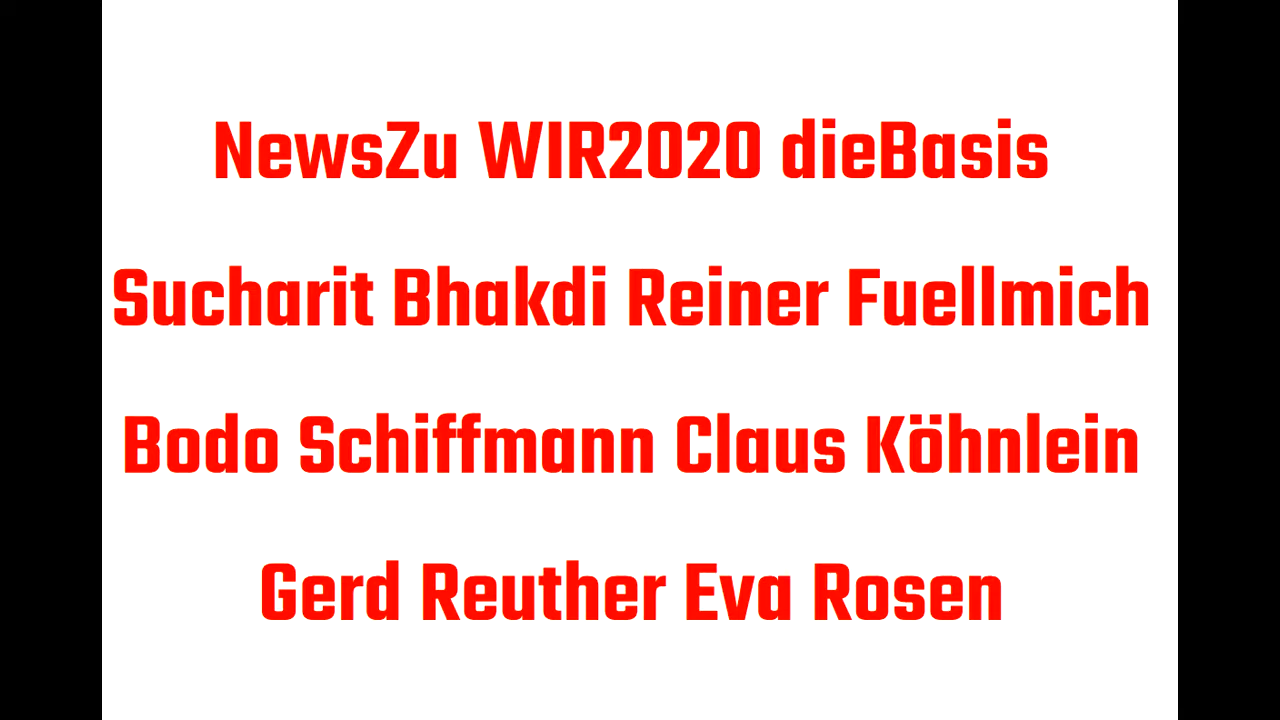 NewsZu WIR2020 dieBasis
Sucharit Bhakdi Reiner Fuellmich
Bodo Schiffmann Claus Köhnlein
Gerd Reuther Eva Rosen